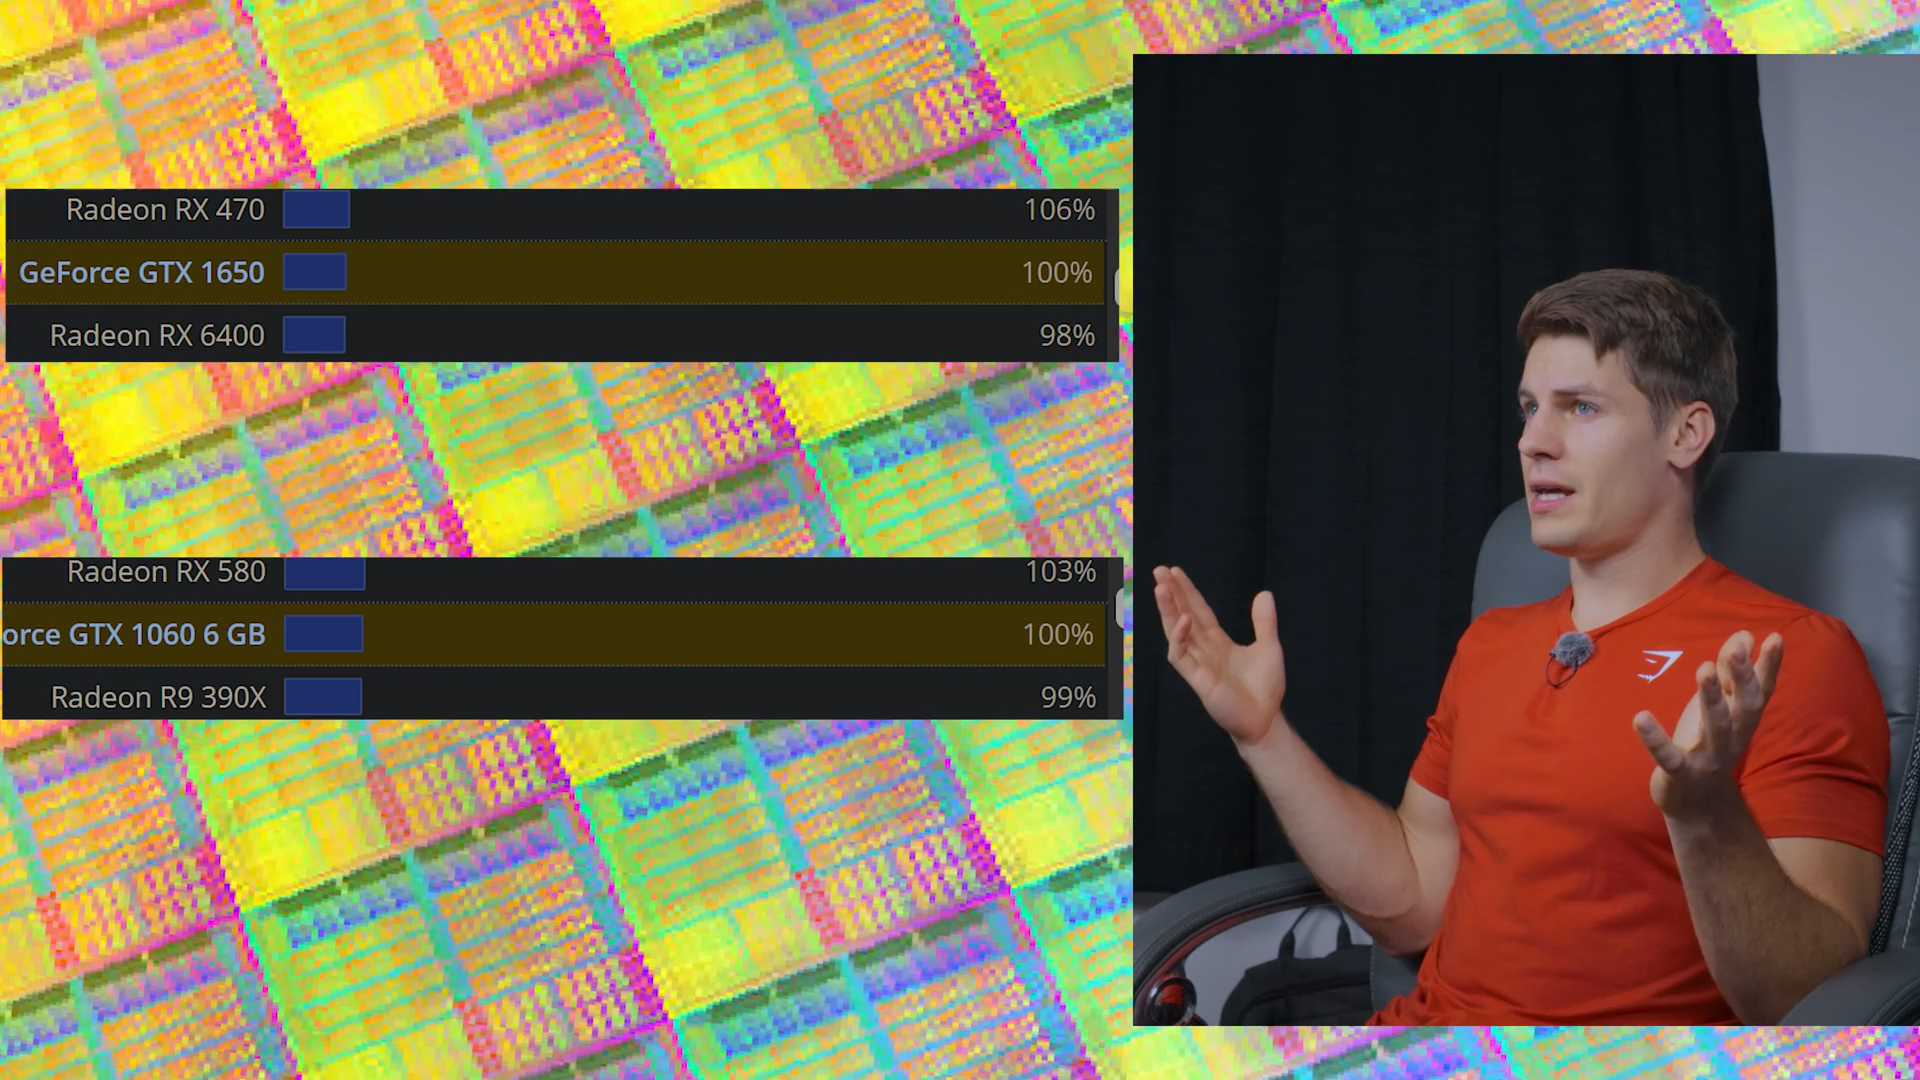 Radeon RX 470 106%
GeForce GTX 1650 100%
Radeon RX 6400 98%
Radeon RX 580 103%
orce GTX 1060 6 GB 100%
Radeon R9 390X 99%